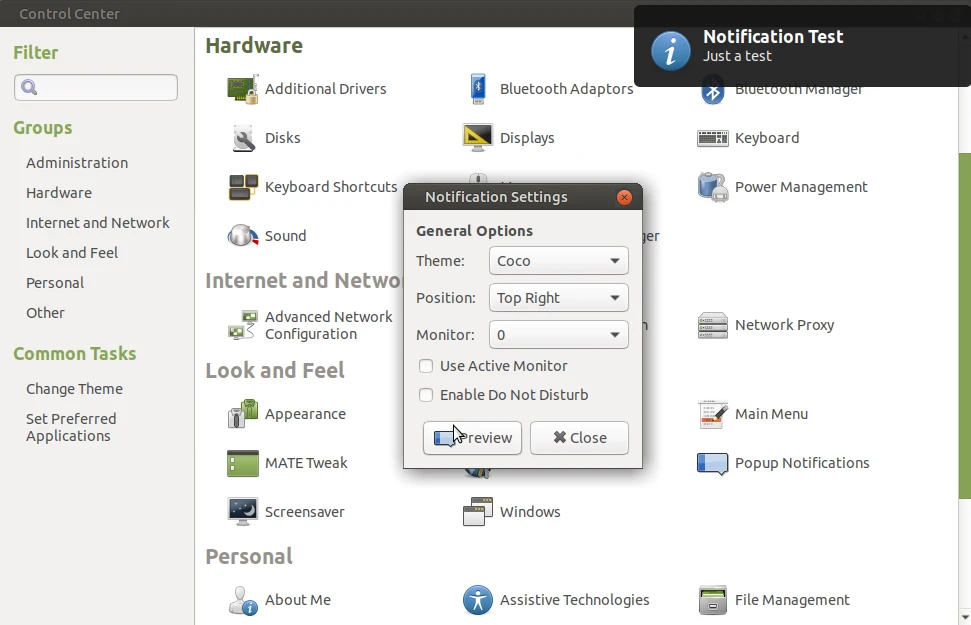 Control Center
Filter
Groups
Administration
Hardware
Internet and Network
Look and Feel
Personal
Other
Common Tasks
Change Theme
Set Preferred
Applications
Hardware
Additional Drivers
Bluetooth Adaptors
Bluetooth Manager
Disks
Displays
Keyboard
Keyboard Shortcuts
Power Management
Sound
Internet and Netwo
Advanced Network
Configuration
Network Proxy
Look and Feel
Appearance
Main Menu
MATE Tweak
Popup Notifications
Screensaver
Windows
Personal
About Me
Assistive Technologies
File Management
Notification Test
Just a test
Notification Settings
General Options
Theme: Coco
Position: Top Right
Monitor: 0
Use Active Monitor
Enable Do Not Disturb
Preview
Close